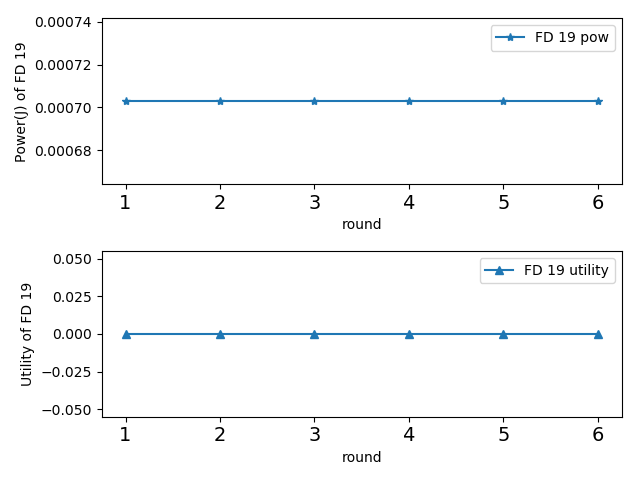 0.00074
0.00072
0.00070
0.00068
Power(J) of FD 19
FD 19 pow
1 2 3 4 5 6
round
0.050
0.025
0.000
−0.025
−0.050
Utility of FD 19
FD 19 utility
1 2 3 4 5 6
round